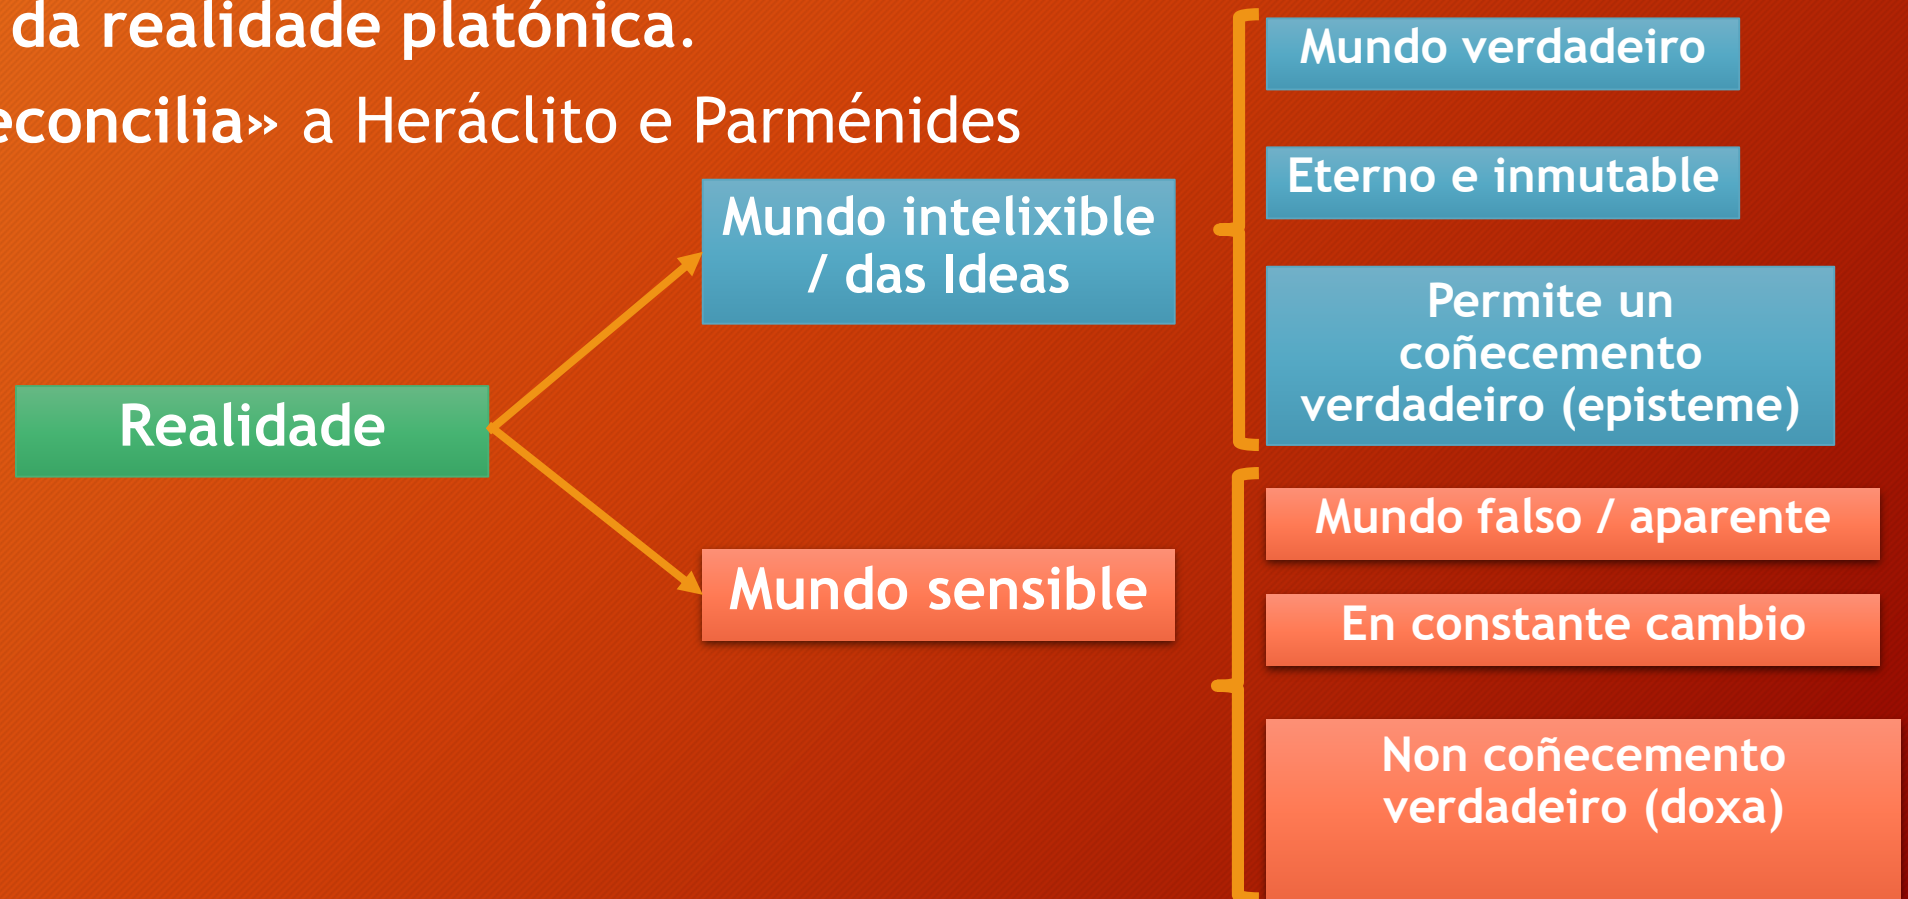 da realidade platónica.
econcilia» a Heráclito e Parménides
Realidade
Mundo intelixible
/ das Ideas
Mundo verdadeiro
Eterno e inmutable
Permite un
coñecemento
verdadeiro (episteme)
Mundo sensible
Mundo falso / aparente
En constante cambio
Non coñecemento
verdadeiro (doxa)